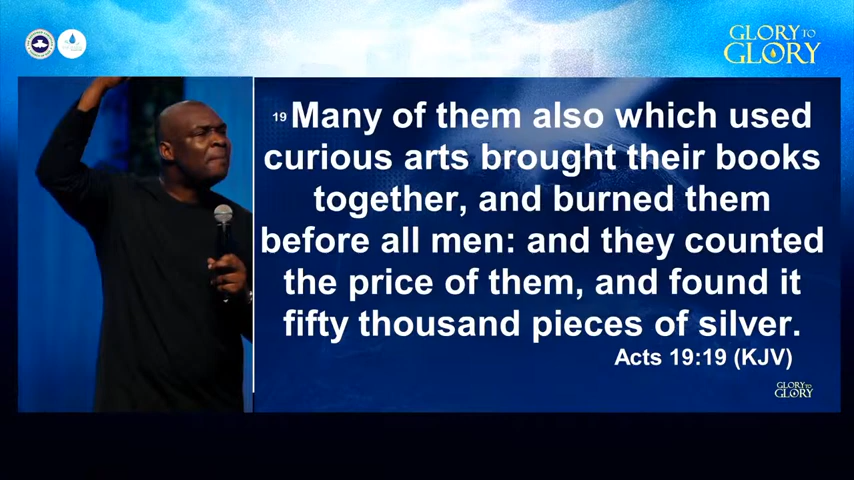 GLORY TO
GLORY
19 Many of them also which used
curious arts brought their books
together, and burned them
before all men: and they counted
the price of them, and found it
fifty thousand pieces of silver.
Acts 19:19 (KJV)
GLORY TO
GLORY